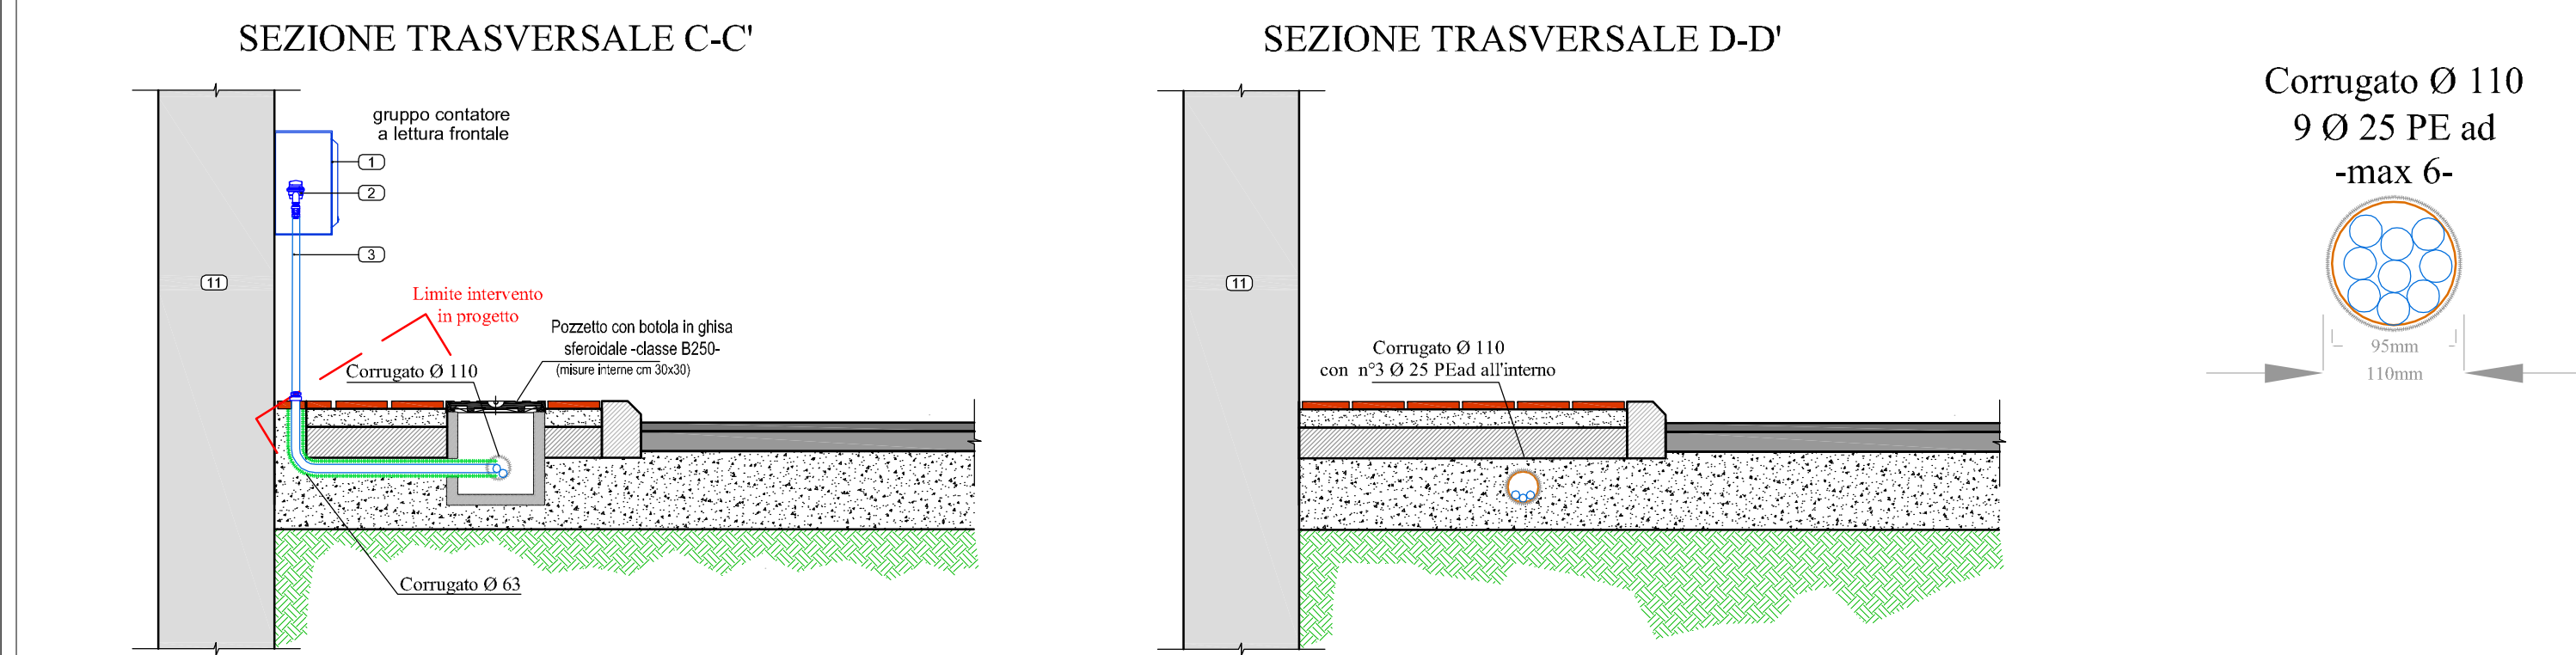 SEZIONE TRASVERSALE C-C'
gruppo contatore
a lettura frontale
1
2
3
11
Limite intervento
in progetto
Pozzetto con botola in ghisa
sferoidale -classe B250-
(misure interne cm 30x30)
Corrugato Ø 110
Corrugato Ø 63
SEZIONE TRASVERSALE D-D'
11
Corrugato Ø 110
con n°3 Ø 25 PEad all'interno
Corrugato Ø 110
9 Ø 25 PE ad
-max 6-
95mm
110mm